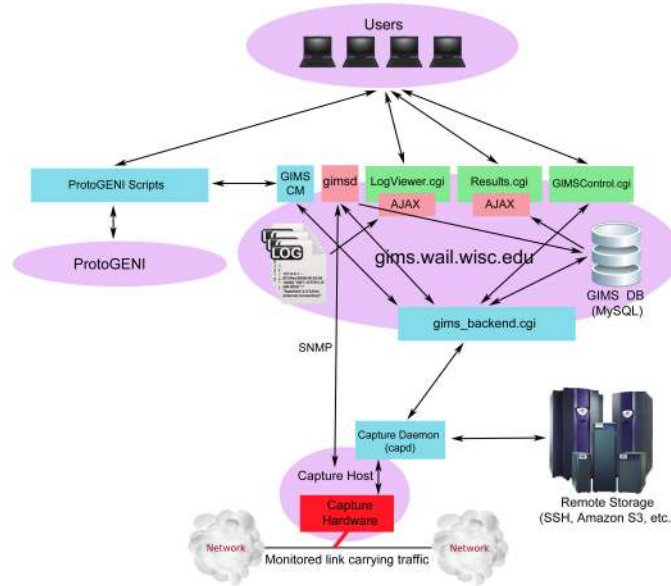 Users
ProtoGENI Scripts
GIMS
CM
gimsd
LogViewer.cgi
AJAX
Results.cgi
AJAX
GIMSControl.cgi
ProtoGENI
LOG
gims.wail.wisc.edu
GIMS DB
(MySQL)
gims_backend.cgi
SNMP
Capture Daemon
(capd)
Capture Host
Capture
Hardware
Remote Storage
(SSH, Amazon S3, etc.
Network
Network
Monitored link carrying traffic